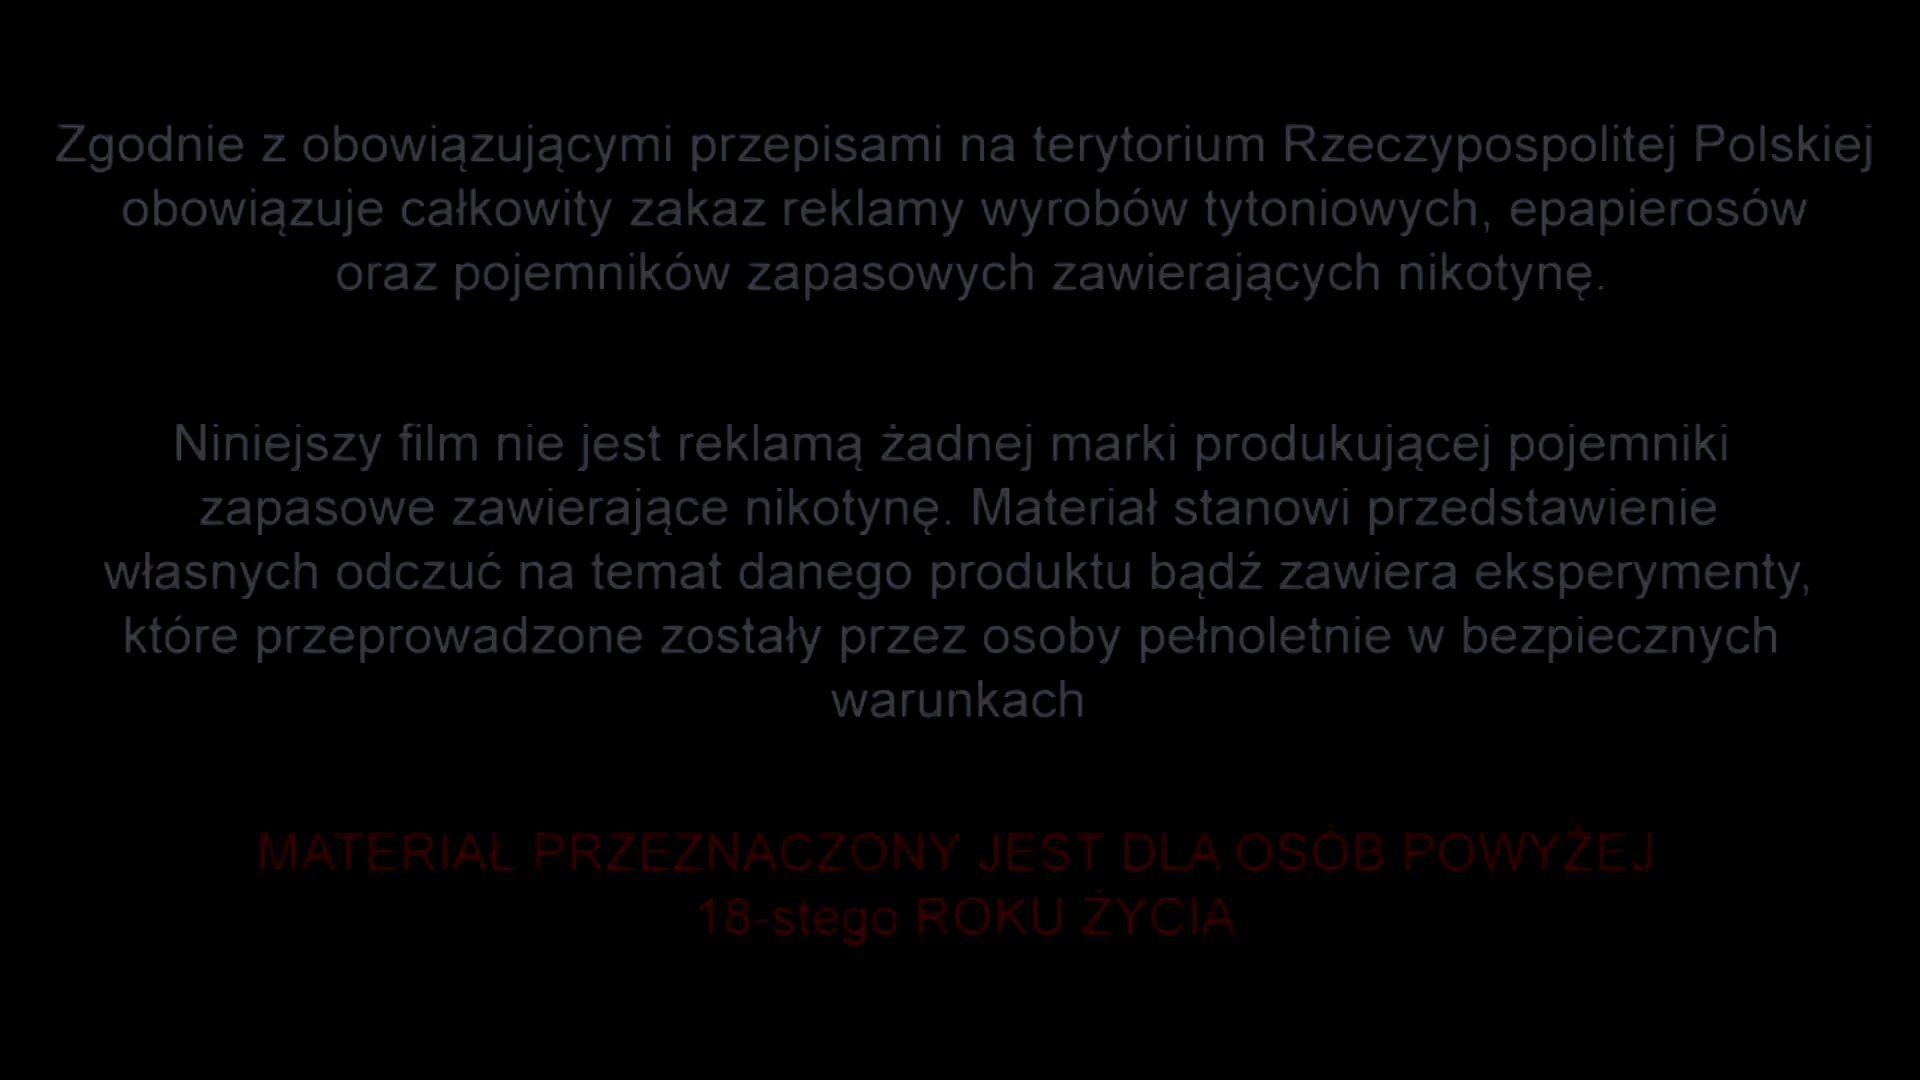 Zgodnie z obowiązującymi przepisami na terytorium Rzeczypospolitej Polskiej
obowiązuje całkowity zakaz reklamy wyrobów tytoniowych, epapierosów
oraz pojemników zapasowych zawierających nikotynę.
Niniejszy film nie jest reklamą żadnej marki produkującej pojemniki
zapasowe zawierające nikotynę. Materiał stanowi przedstawienie
własnych odczuć na temat danego produktu bądź zawiera eksperymenty,
które przeprowadzone zostały przez osoby pełnoletnie w bezpiecznych
warunkach
MATERIAŁ PRZEZNACZONY JEST DLA OSÓB POWYŻEJ
18-stego ROKU ŻYCIA